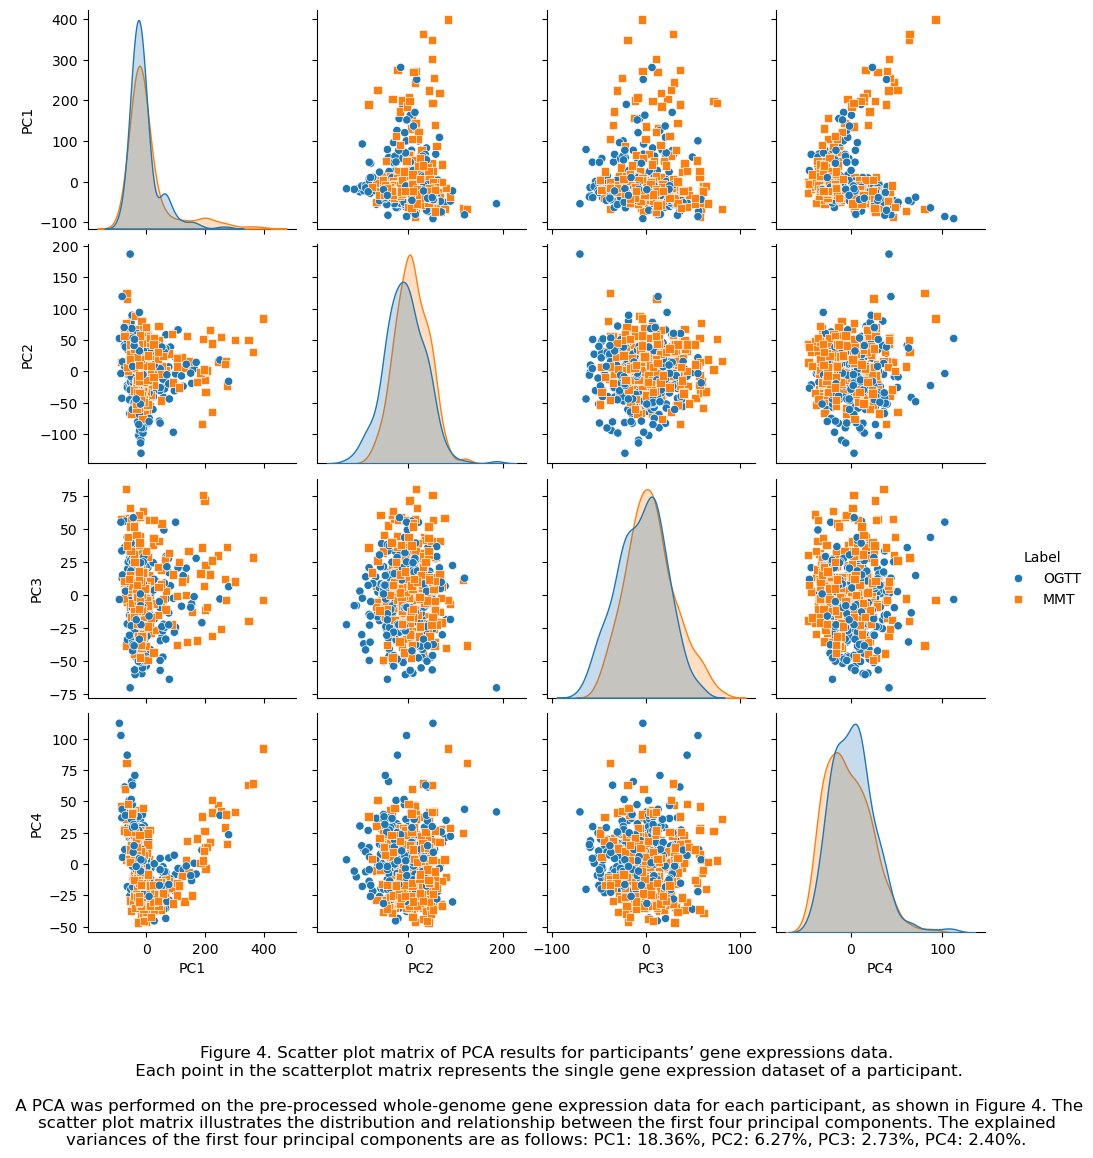 400
300
200
100
0
−100
PC1
200
150
100
50
0
−50
−100
PC2
75
50
25
0
−25
−50
−75
PC3
Label
OGTT
MMT
100
75
50
25
0
−25
−50
PC4
0 200 400
0 200
−100 0 100
0 100
PC1 PC2 PC3 PC4
Figure 4. Scatter plot matrix of PCA results for participants’ gene expressions data.
Each point in the scatterplot matrix represents the single gene expression dataset of a participant.
A PCA was performed on the pre-processed whole-genome gene expression data for each participant, as shown in Figure 4. The
scatter plot matrix illustrates the distribution and relationship between the first four principal components. The explained
variances of the first four principal components are as follows: PC1: 18.36%, PC2: 6.27%, PC3: 2.73%, PC4: 2.40%.